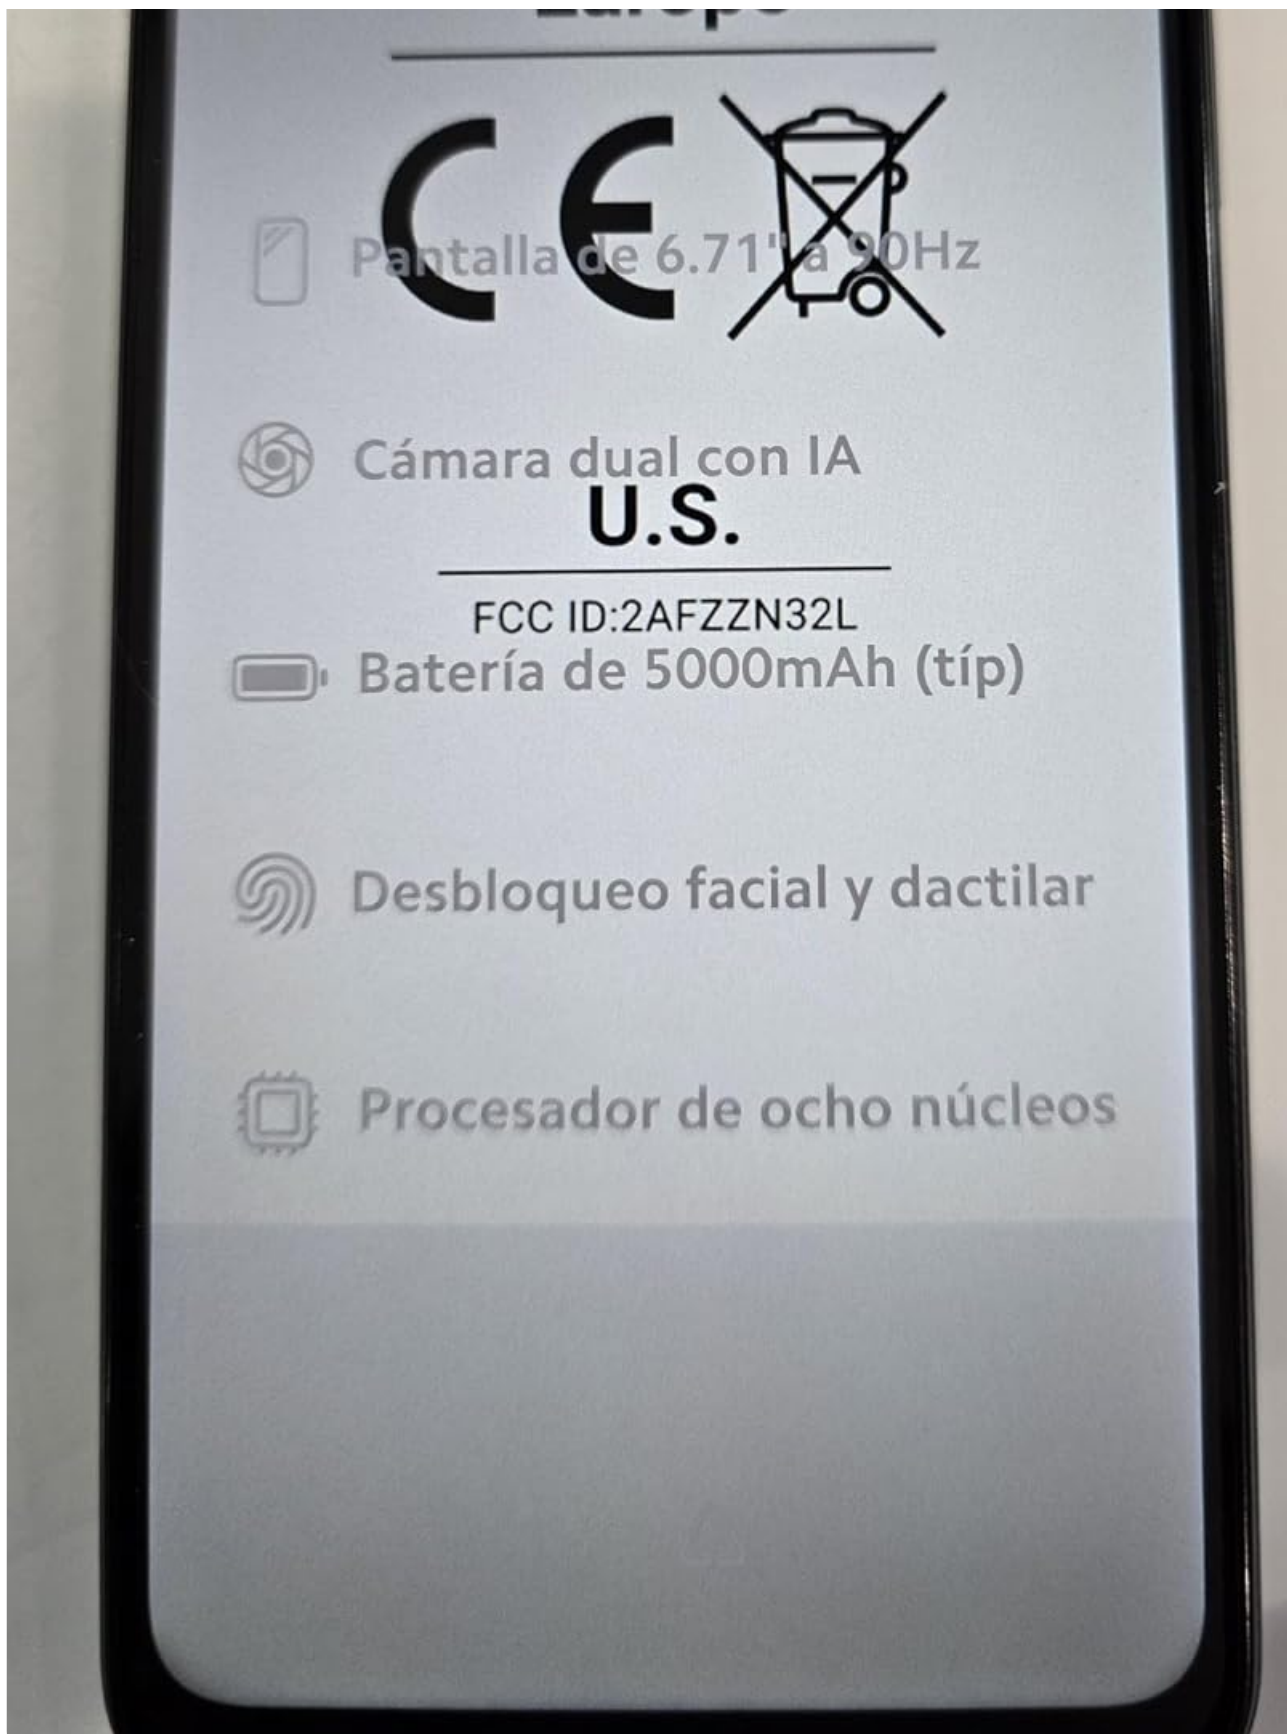 Europe
CE
Pantalla de 6.71" a 90Hz
Cámara dual con IA
U.S.
FCC ID:2AFZZN32L
Batería de 5000mAh (típ)
Desbloqueo facial y dactilar
Procesador de ocho núcleos